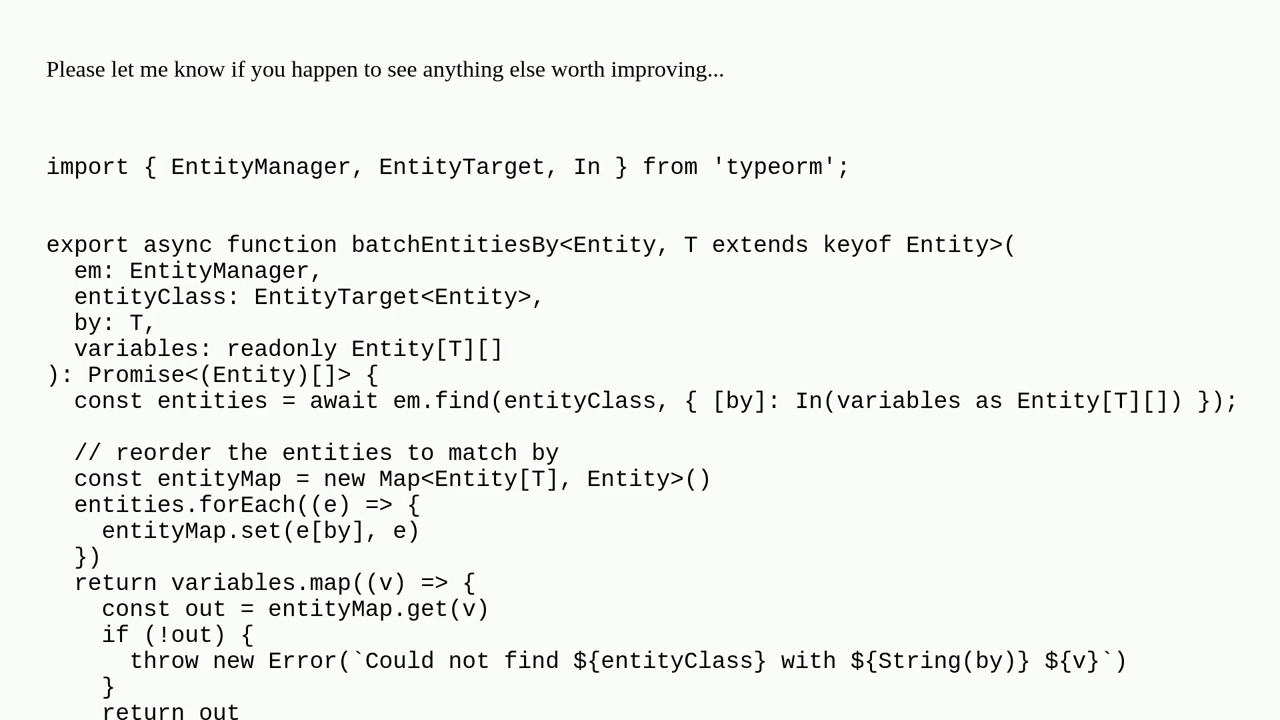 Please let me know if you happen to see anything else worth improving...
import { EntityManager, EntityTarget, In } from 'typeorm';
export async function batchEntitiesBy<Entity, T extends keyof Entity>(
  em: EntityManager,
  entityClass: EntityTarget<Entity>,
  by: T,
  variables: readonly Entity[T][]
): Promise<(Entity)[]> {
  const entities = await em.find(entityClass, { [by]: In(variables as Entity[T][]) });
  // reorder the entities to match by
  const entityMap = new Map<Entity[T], Entity>()
  entities.forEach((e) => {
    entityMap.set(e[by], e)
  })
  return variables.map((v) => {
    const out = entityMap.get(v)
    if (!out) {
      throw new Error(`Could not find ${entityClass} with ${String(by)} ${v}`)
    }
    return out